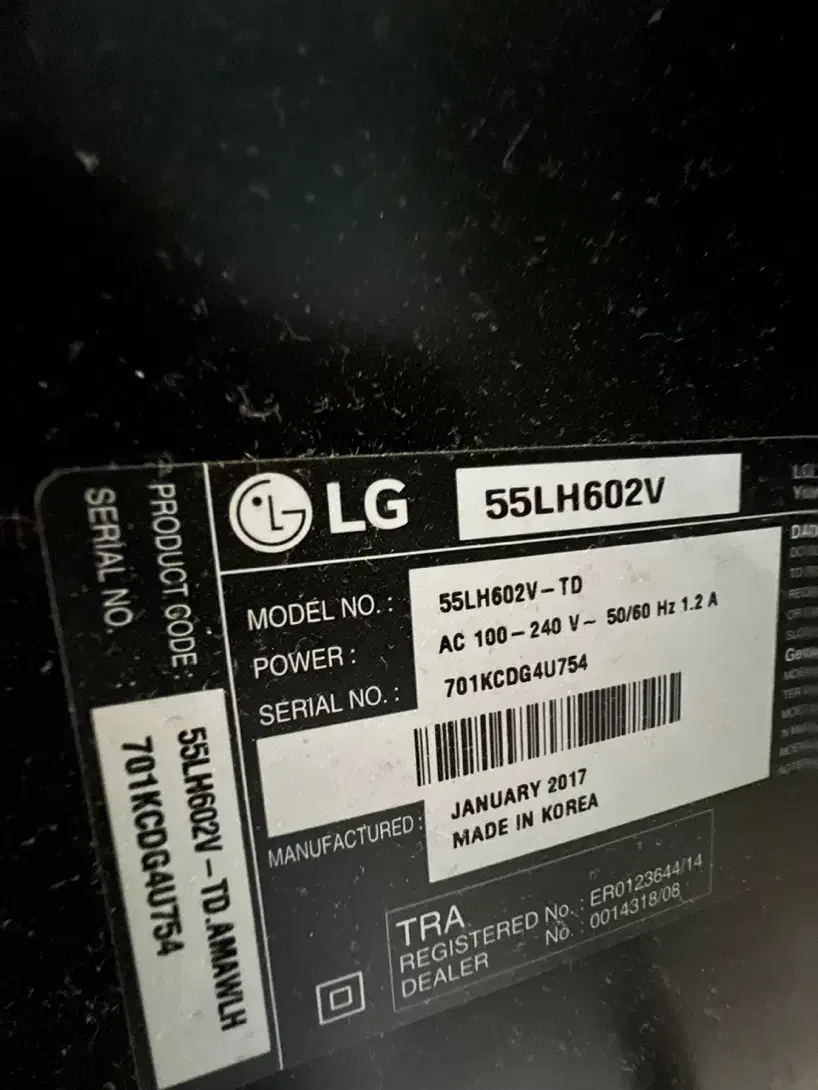 LG 55LH602V
MODEL NO. : 55LH602V-TD
POWER : AC 100-240 V~ 50/60 Hz 1.2 A
SERIAL NO. : 701KCDG4U754
MANUFACTURED : JANUARY 2017
MADE IN KOREA
TRA
REGISTERED No. : ER0123644/14
DEALER No. : 0014318/08
PRODUCT CODE : 55LH602V-TD.AMAWLH
SERIAL NO. : 701KCDG4U754